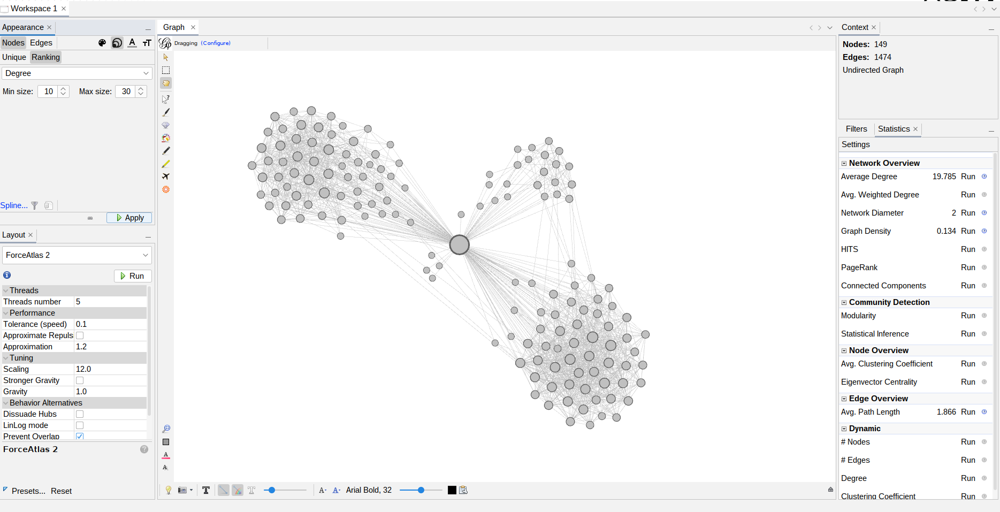 Workspace 1
Appearance
Nodes Edges
Unique Ranking
Degree
Min size: 10 Max size: 30
Spline...
Apply
Layout
ForceAtlas 2
Run
Threads
Threads number 5
Performance
Tolerance (speed) 0.1
Approximate Repuls
Approximation 1.2
Tuning
Scaling 12.0
Stronger Gravity
Gravity 1.0
Behavior Alternatives
Dissuade Hubs
LinLog mode
Prevent Overlap
ForceAtlas 2
Presets... Reset
Graph
Dragging (Configure)
Arial Bold, 32
Context
Nodes: 149
Edges: 1474
Undirected Graph
Filters Statistics
Settings
Network Overview
Average Degree 19.785 Run
Avg. Weighted Degree Run
Network Diameter 2 Run
Graph Density 0.134 Run
HITS Run
PageRank Run
Connected Components Run
Community Detection
Modularity Run
Statistical Inference Run
Node Overview
Avg. Clustering Coefficient Run
Eigenvector Centrality Run
Edge Overview
Avg. Path Length 1.866 Run
Dynamic
# Nodes Run
# Edges Run
Degree Run
Clustering Coefficient Run